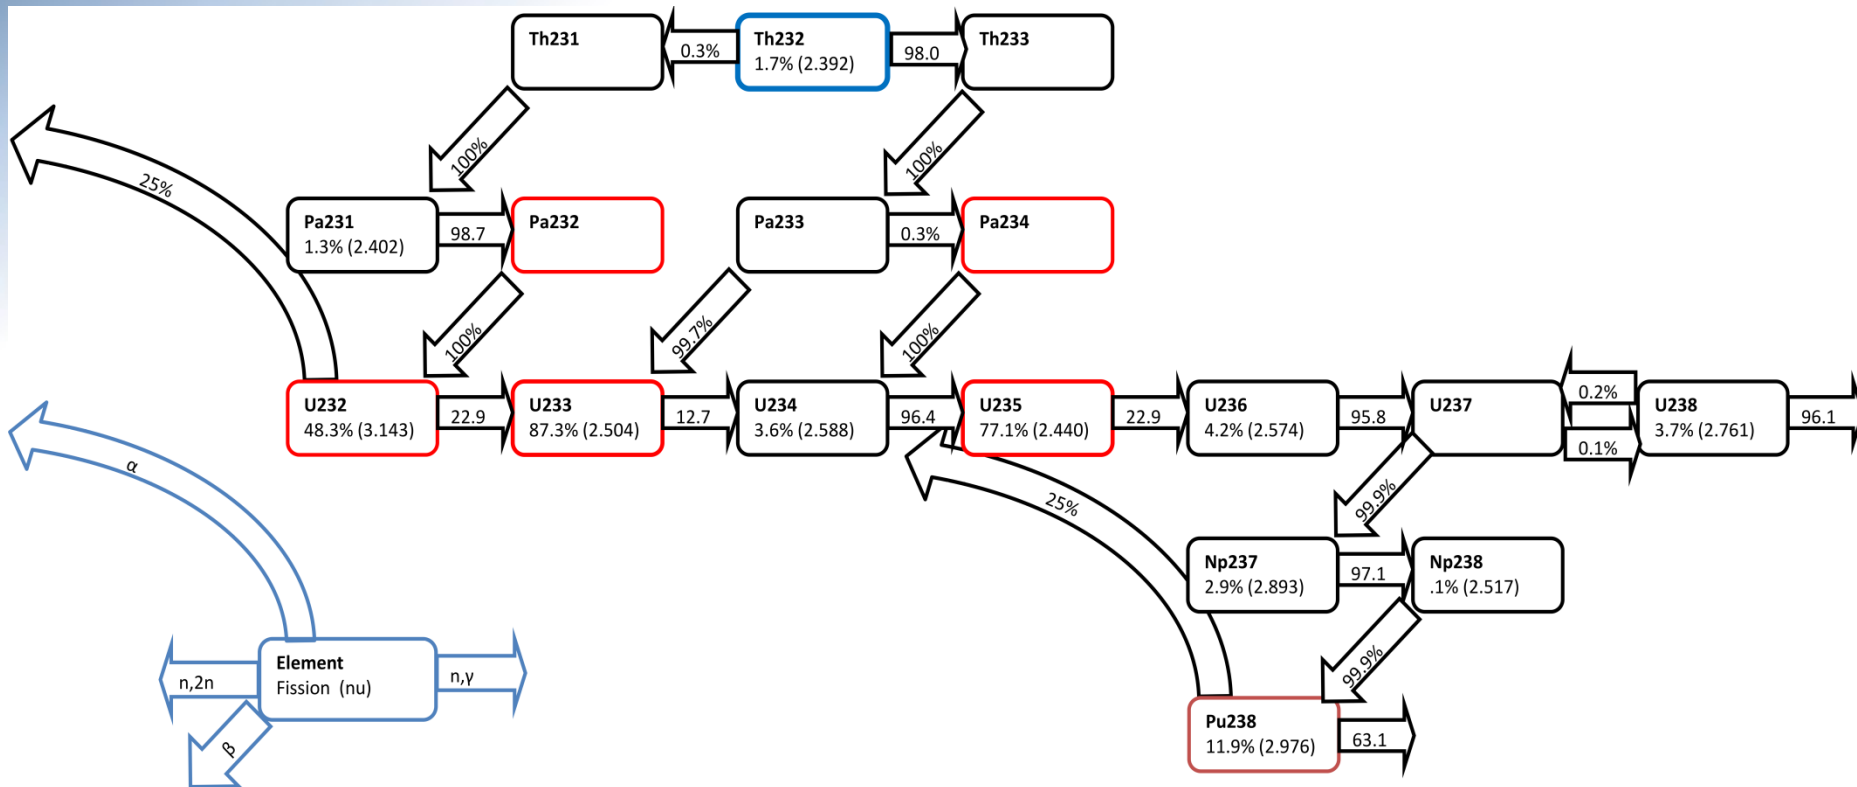 Th231
0.3%
Th232
1.7% (2.392)
98.0
Th233
100%
100%
25%
Pa231
1.3% (2.402)
98.7
Pa232
Pa233
0.3%
Pa234
100%
99.7%
100%
U232
48.3% (3.143)
22.9
U233
87.3% (2.504)
12.7
U234
3.6% (2.588)
96.4
U235
77.1% (2.440)
22.9
U236
4.2% (2.574)
95.8
U237
0.2%
0.1%
U238
3.7% (2.761)
96.1
α
25%
99.9%
Np237
2.9% (2.893)
97.1
Np238
.1% (2.517)
99.9%
Element
Fission (nu)
n,2n
n,γ
β
Pu238
11.9% (2.976)
63.1